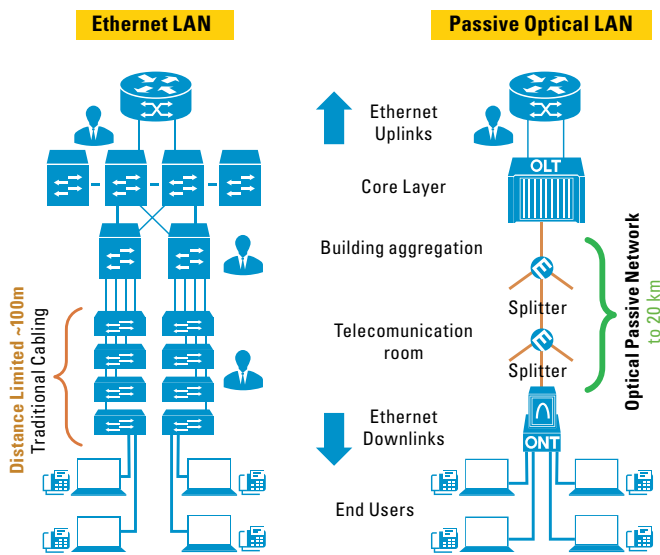 Ethernet LAN
Passive Optical LAN
Ethernet
Uplinks
OLT
Core Layer
Building aggregation
Splitter
Telecomunication
room
Splitter
Distance Limited ~100m
Traditional Cabling
Optical Passive Network
to 20 km
Ethernet
Downlinks
ONT
End Users